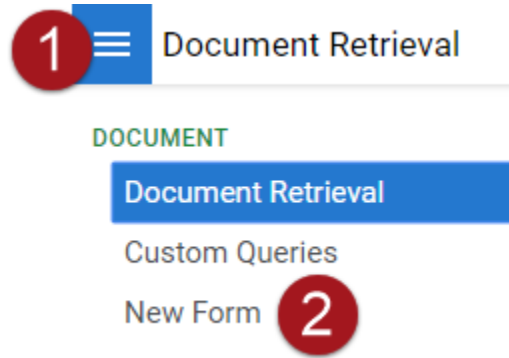 1 Document Retrieval
DOCUMENT
Document Retrieval
Custom Queries
New Form 2